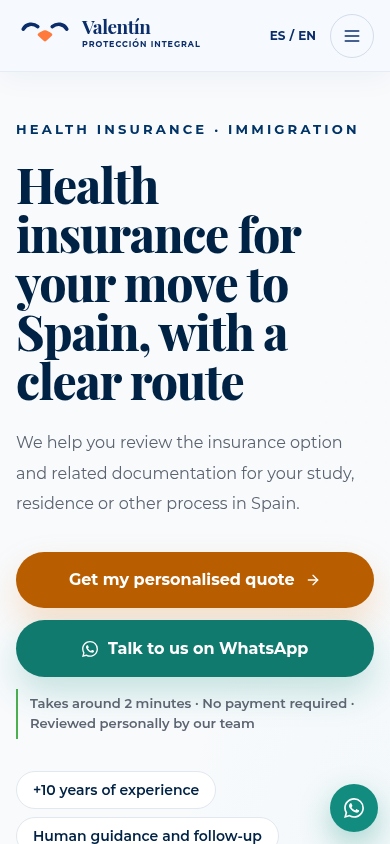 Valentín
PROTECCIÓN INTEGRAL
ES / EN
HEALTH INSURANCE · IMMIGRATION
Health
insurance for
your move to
Spain, with a
clear route
We help you review the insurance option
and related documentation for your study,
residence or other process in Spain.
Get my personalised quote →
Talk to us on WhatsApp
Takes around 2 minutes · No payment required ·
Reviewed personally by our team
+10 years of experience
Human guidance and follow-up